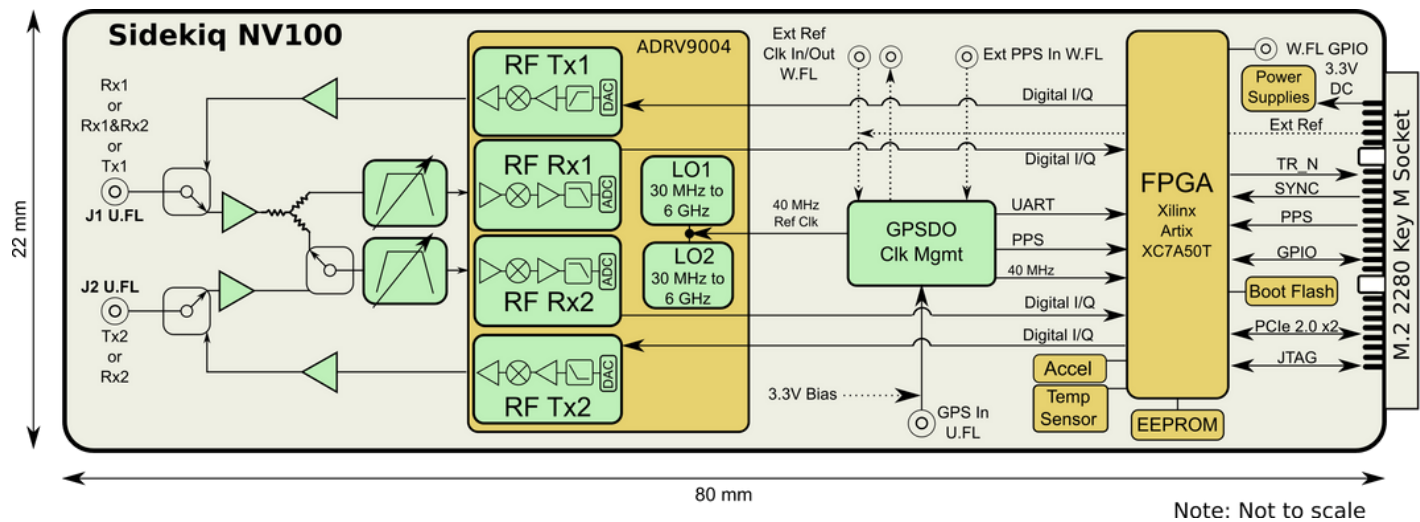 Sidekiq NV100
ADRV9004
Rx1
or
Rx1&Rx2
or
Tx1
J1 U.FL
J2 U.FL
Tx2
or
Rx2
RF Tx1
DAC
RF Rx1
ADC
RF Rx2
ADC
RF Tx2
DAC
LO1
30 MHz to
6 GHz
LO2
30 MHz to
6 GHz
40 MHz
Ref Clk
Ext Ref
Clk In/Out
W.FL
Ext PPS In W.FL
Digital I/Q
Digital I/Q
GPSDO
Clk Mgmt
UART
PPS
40 MHz
Digital I/Q
Digital I/Q
3.3V Bias
GPS In
U.FL
Accel
Temp
Sensor
EEPROM
FPGA
Xilinx
Artix
XC7A50T
W.FL GPIO
Power
Supplies
3.3V
DC
Ext Ref
TR_N
SYNC
PPS
GPIO
Boot Flash
PCIe 2.0 x2
JTAG
M.2 2280 Key M Socket
22 mm
80 mm
Note: Not to scale